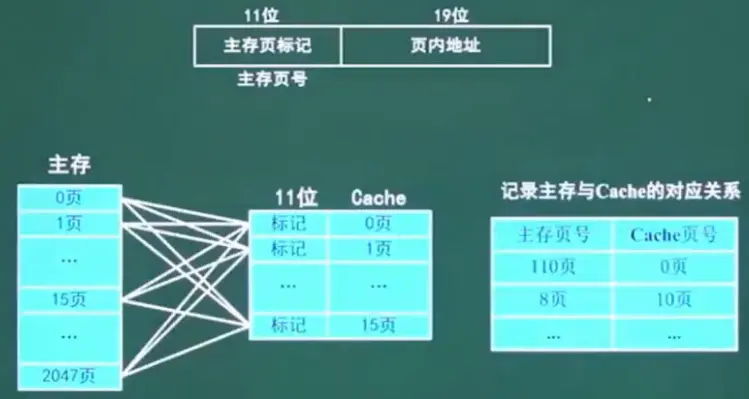 11位 19位
主存页标记 页内地址
主存页号
主存
0页
1页
...
15页
...
2047页
11位 Cache
标记 0页
标记 1页
... ...
标记 15页
记录主存与Cache的对应关系
主存页号 Cache页号
110页 0页
8页 10页
... ...